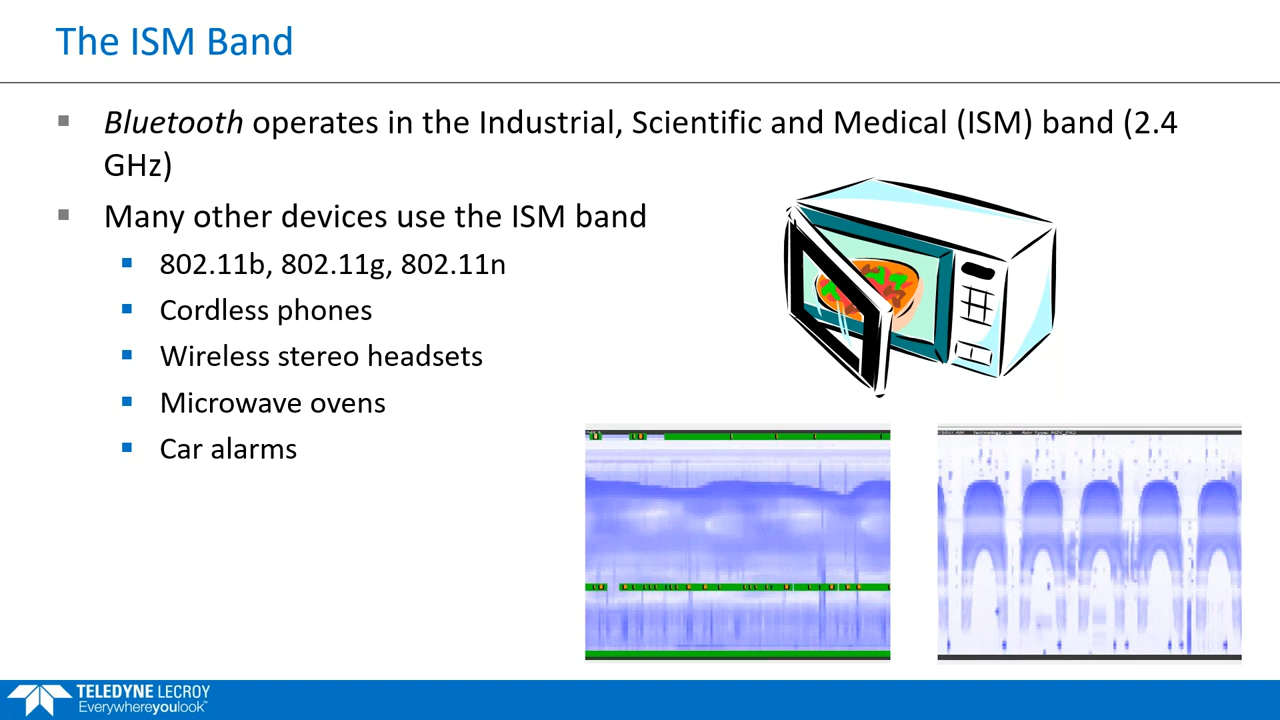 The ISM Band
Bluetooth operates in the Industrial, Scientific and Medical (ISM) band (2.4
GHz)
Many other devices use the ISM band
802.11b, 802.11g, 802.11n
Cordless phones
Wireless stereo headsets
Microwave ovens
Car alarms
TELEDYNE LECROY
Everywhereyoulook™